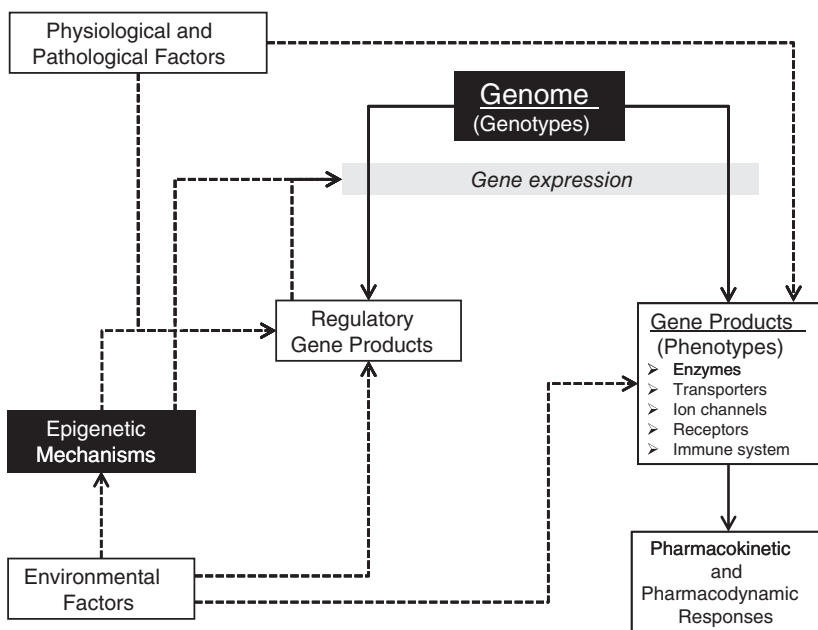 Physiological and
Pathological Factors
Genome
(Genotypes)
Gene expression
Regulatory
Gene Products
Gene Products
(Phenotypes)
➢ Enzymes
➢ Transporters
➢ Ion channels
➢ Receptors
➢ Immune system
Epigenetic
Mechanisms
Environmental
Factors
Pharmacokinetic
and
Pharmacodynamic
Responses